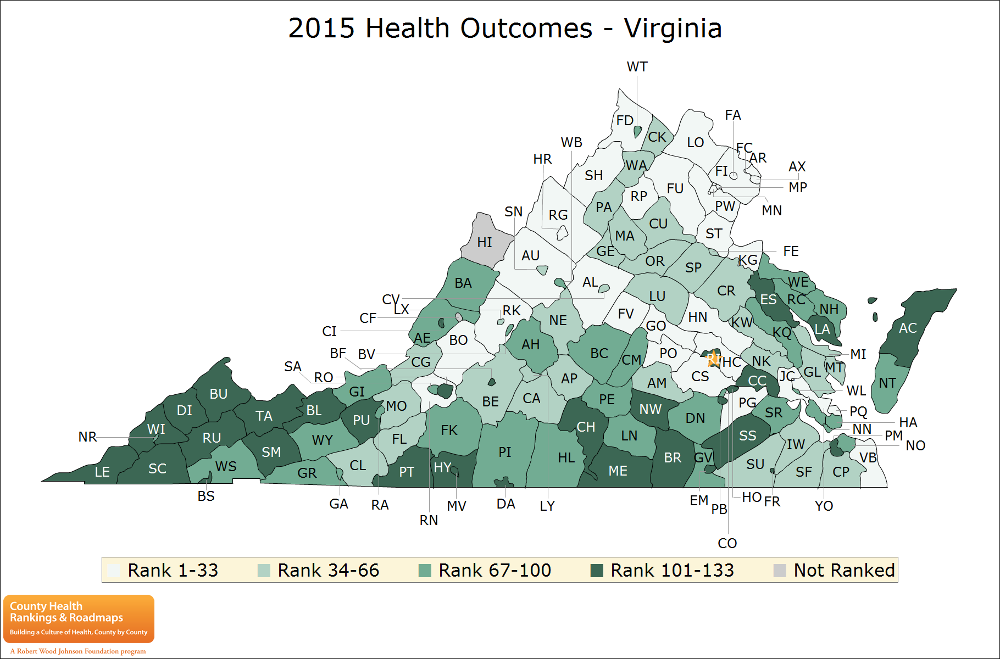 2015 Health Outcomes - Virginia
WT
FD
FA
CK
WB
LO
FC
HR
AR
WA
AX
SH
FI
MP
FU
RP
PW
PA
SN
RG
MN
CU
ST
MA
HI
GE
FE
AU
KG
OR
SP
BA
AL
WE
CR
LU
CV
ES
RC
LX
RK
NH
CF
FV
HN
NE
KW
GO
AC
LA
CI
KQ
AE
BO
AH
BF
BV
BC
PO
MI
RI
CM
CG
HC
NK
SA
MT
GL
RO
AP
CS
JC
CC
AM
NT
GI
WL
BU
CA
PE
BE
PG
MO
NW
DI
BL
PQ
SR
TA
DN
PU
HA
CH
WI
FK
NN
LN
SS
PM
NR
RU
WY
FL
IW
NO
SM
PI
HL
BR
GV
VB
CL
WS
HY
SU
LE
SC
GR
PT
ME
SF
CP
BS
GA
RA
MV
DA
LY
EM
PB
HO
FR
YO
RN
CO
Rank 1-33
Rank 34-66
Rank 67-100
Rank 101-133
Not Ranked
County Health
Rankings & Roadmaps
Building a Culture of Health, County by County
A Robert Wood Johnson Foundation program